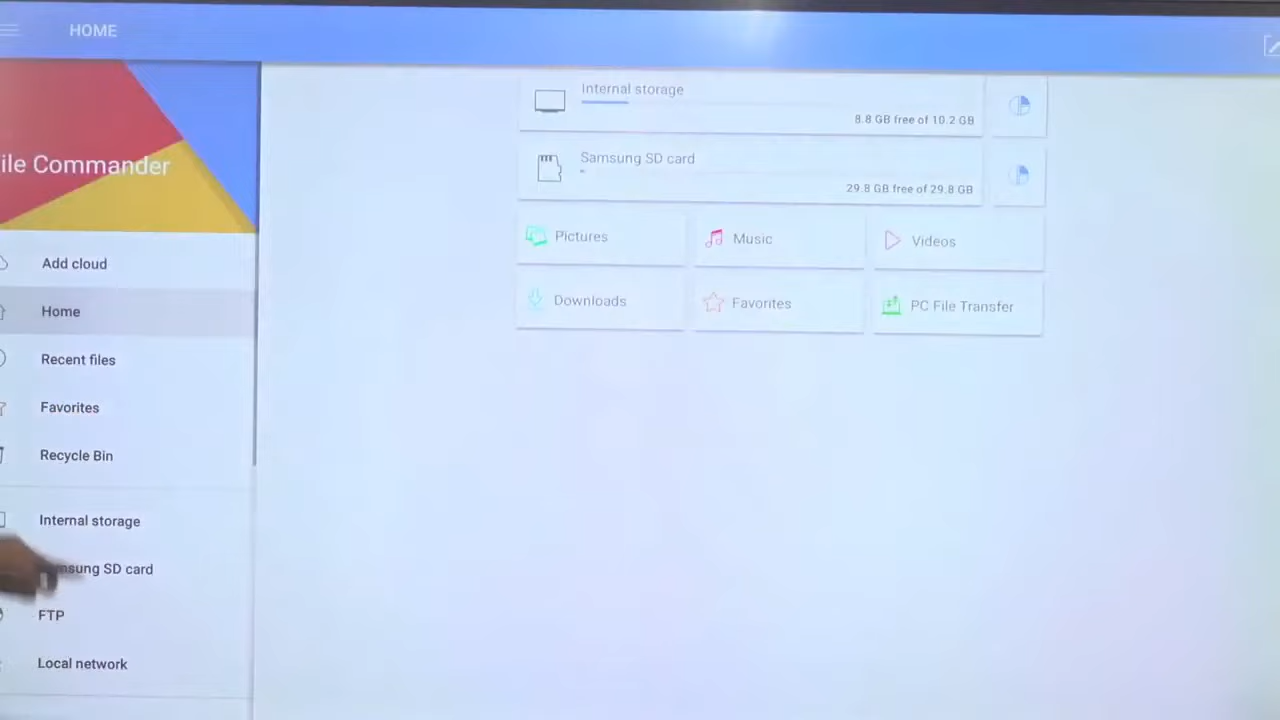 HOME
ile Commander
Add cloud
Home
Recent files
Favorites
Recycle Bin
Internal storage
msung SD card
FTP
Local network
Internal storage
8.8 GB free of 10.2 GB
Samsung SD card
29.8 GB free of 29.8 GB
Pictures
Music
Videos
Downloads
Favorites
PC File Transfer